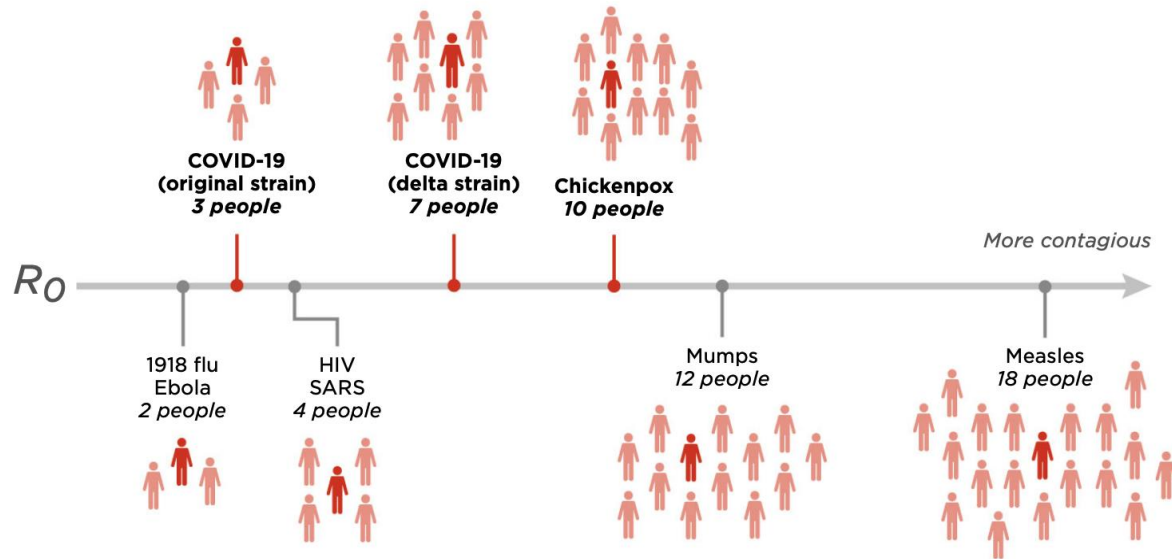 COVID-19
(original strain)
3 people
COVID-19
(delta strain)
7 people
Chickenpox
10 people
More contagious
R0
1918 flu
Ebola
2 people
HIV
SARS
4 people
Mumps
12 people
Measles
18 people